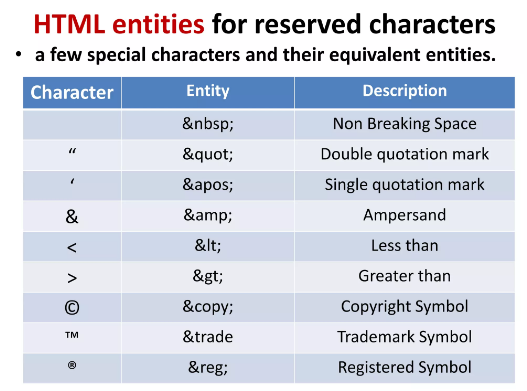 HTML entities for reserved characters
• a few special characters and their equivalent entities.
Character Entity Description
&nbsp; Non Breaking Space
“ &quot; Double quotation mark
‘ &apos; Single quotation mark
& &amp; Ampersand
< &lt; Less than
> &gt; Greater than
© &copy; Copyright Symbol
™ &trade Trademark Symbol
® &reg; Registered Symbol